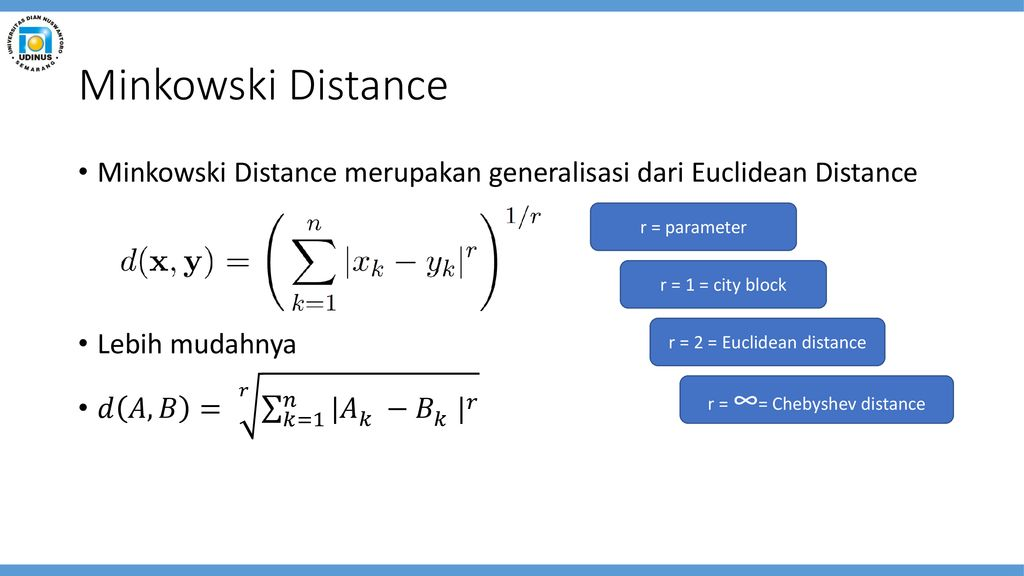 UNIVERSITAS DIAN NUSWANTORO
UDINUS
SEMARANG
Minkowski Distance
• Minkowski Distance merupakan generalisasi dari Euclidean Distance
d(x, y) = ( ∑_{k=1}^{n} |x_k − y_k|^r )^{1/r}
r = parameter
r = 1 = city block
r = 2 = Euclidean distance
r = ∞= Chebyshev distance
• Lebih mudahnya
• d(A, B) = \sqrt[r]{∑_{k=1}^{n} |A_k − B_k |^r}